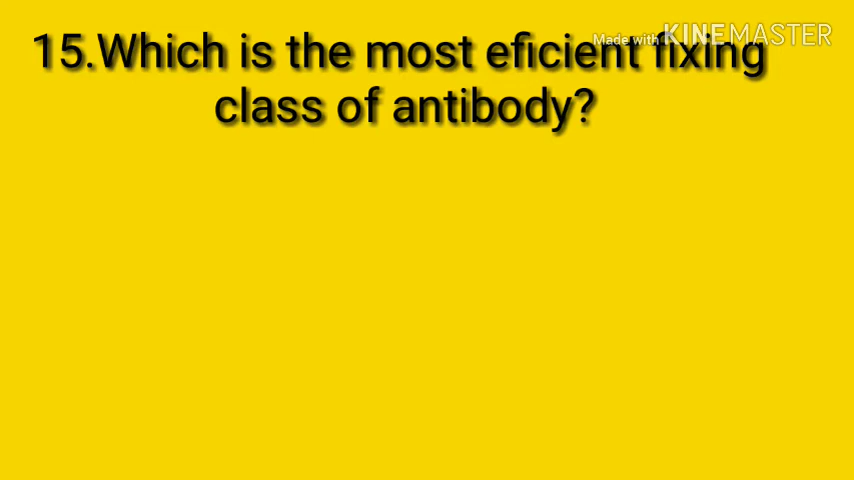 15.Which is the most eficient fixing
class of antibody?
Made with KINEMASTER